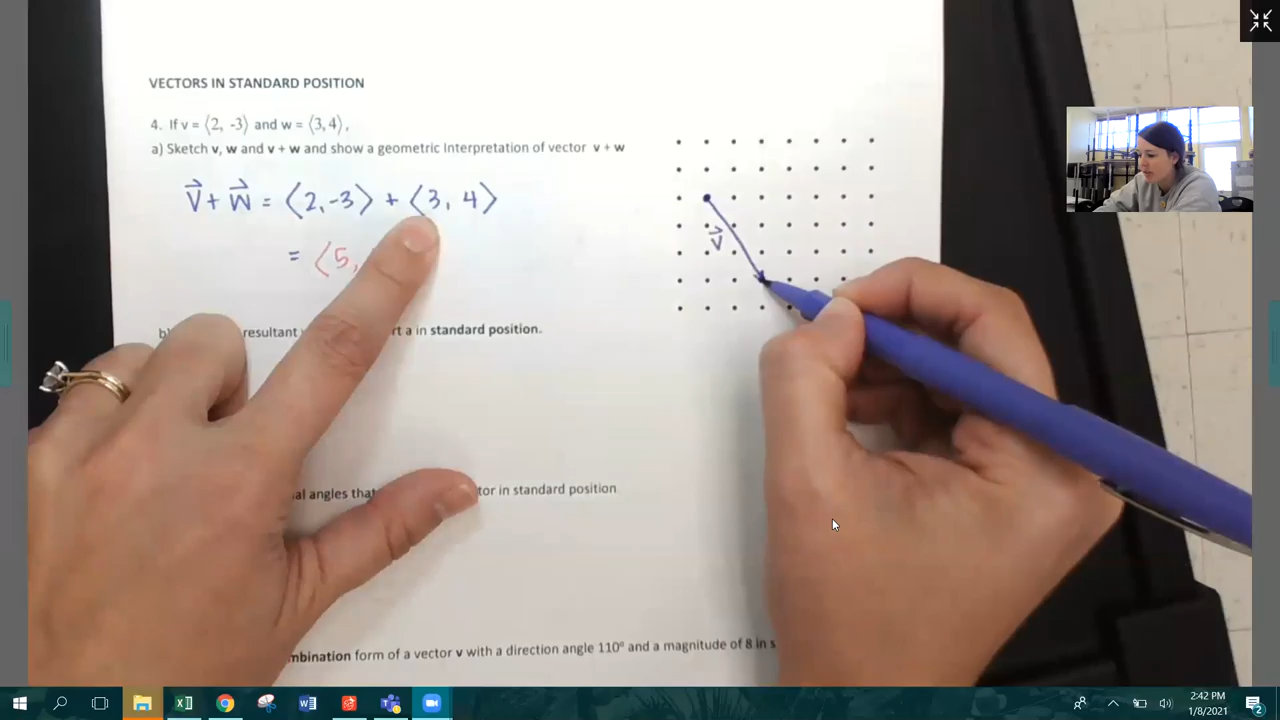 VECTORS IN STANDARD POSITION
4. If v = ⟨2, -3⟩ and w = ⟨3, 4⟩,
a) Sketch v, w and v + w and show a geometric interpretation of vector v + w
v⃗ + w⃗ = ⟨2, -3⟩ + ⟨3, 4⟩
v⃗
= ⟨5,
resultant
rt a in standard position.
al angles that
tor in standard position
mbination form of a vector v with a direction angle 110° and a magnitude of 8 in s
2:42 PM
1/8/2021
2